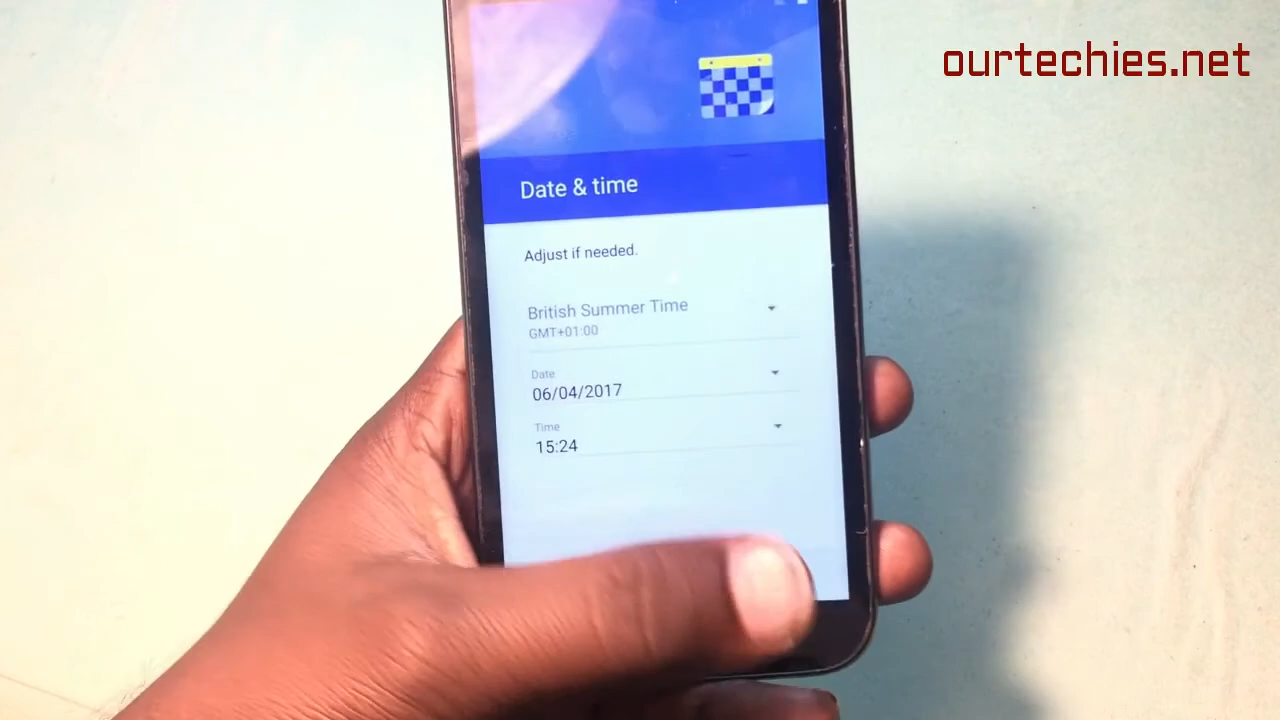 ourtechies.net
Date & time
Adjust if needed.
British Summer Time
GMT+01:00
Date
06/04/2017
Time
15:24